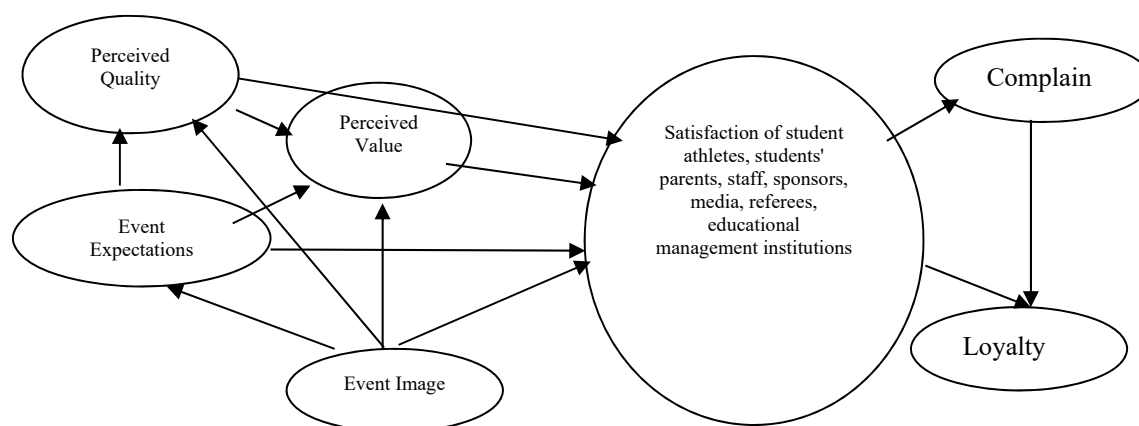 Perceived
Quality
Perceived
Value
Event
Expectations
Event Image
Satisfaction of student
athletes, students'
parents, staff, sponsors,
media, referees,
educational
management institutions
Complain
Loyalty